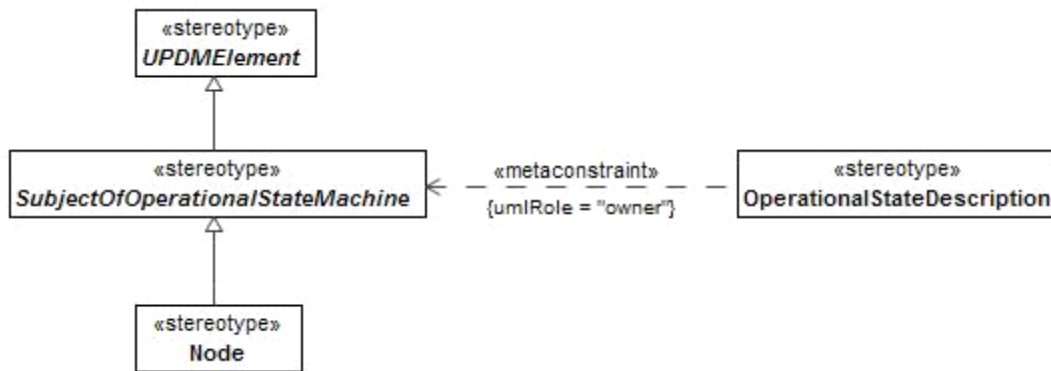 «stereotype»
UPDMElement
«stereotype»
SubjectOfOperationalStateMachine
«metaconstraint»
{umlRole = "owner"}
«stereotype»
OperationalStateDescription
«stereotype»
Node